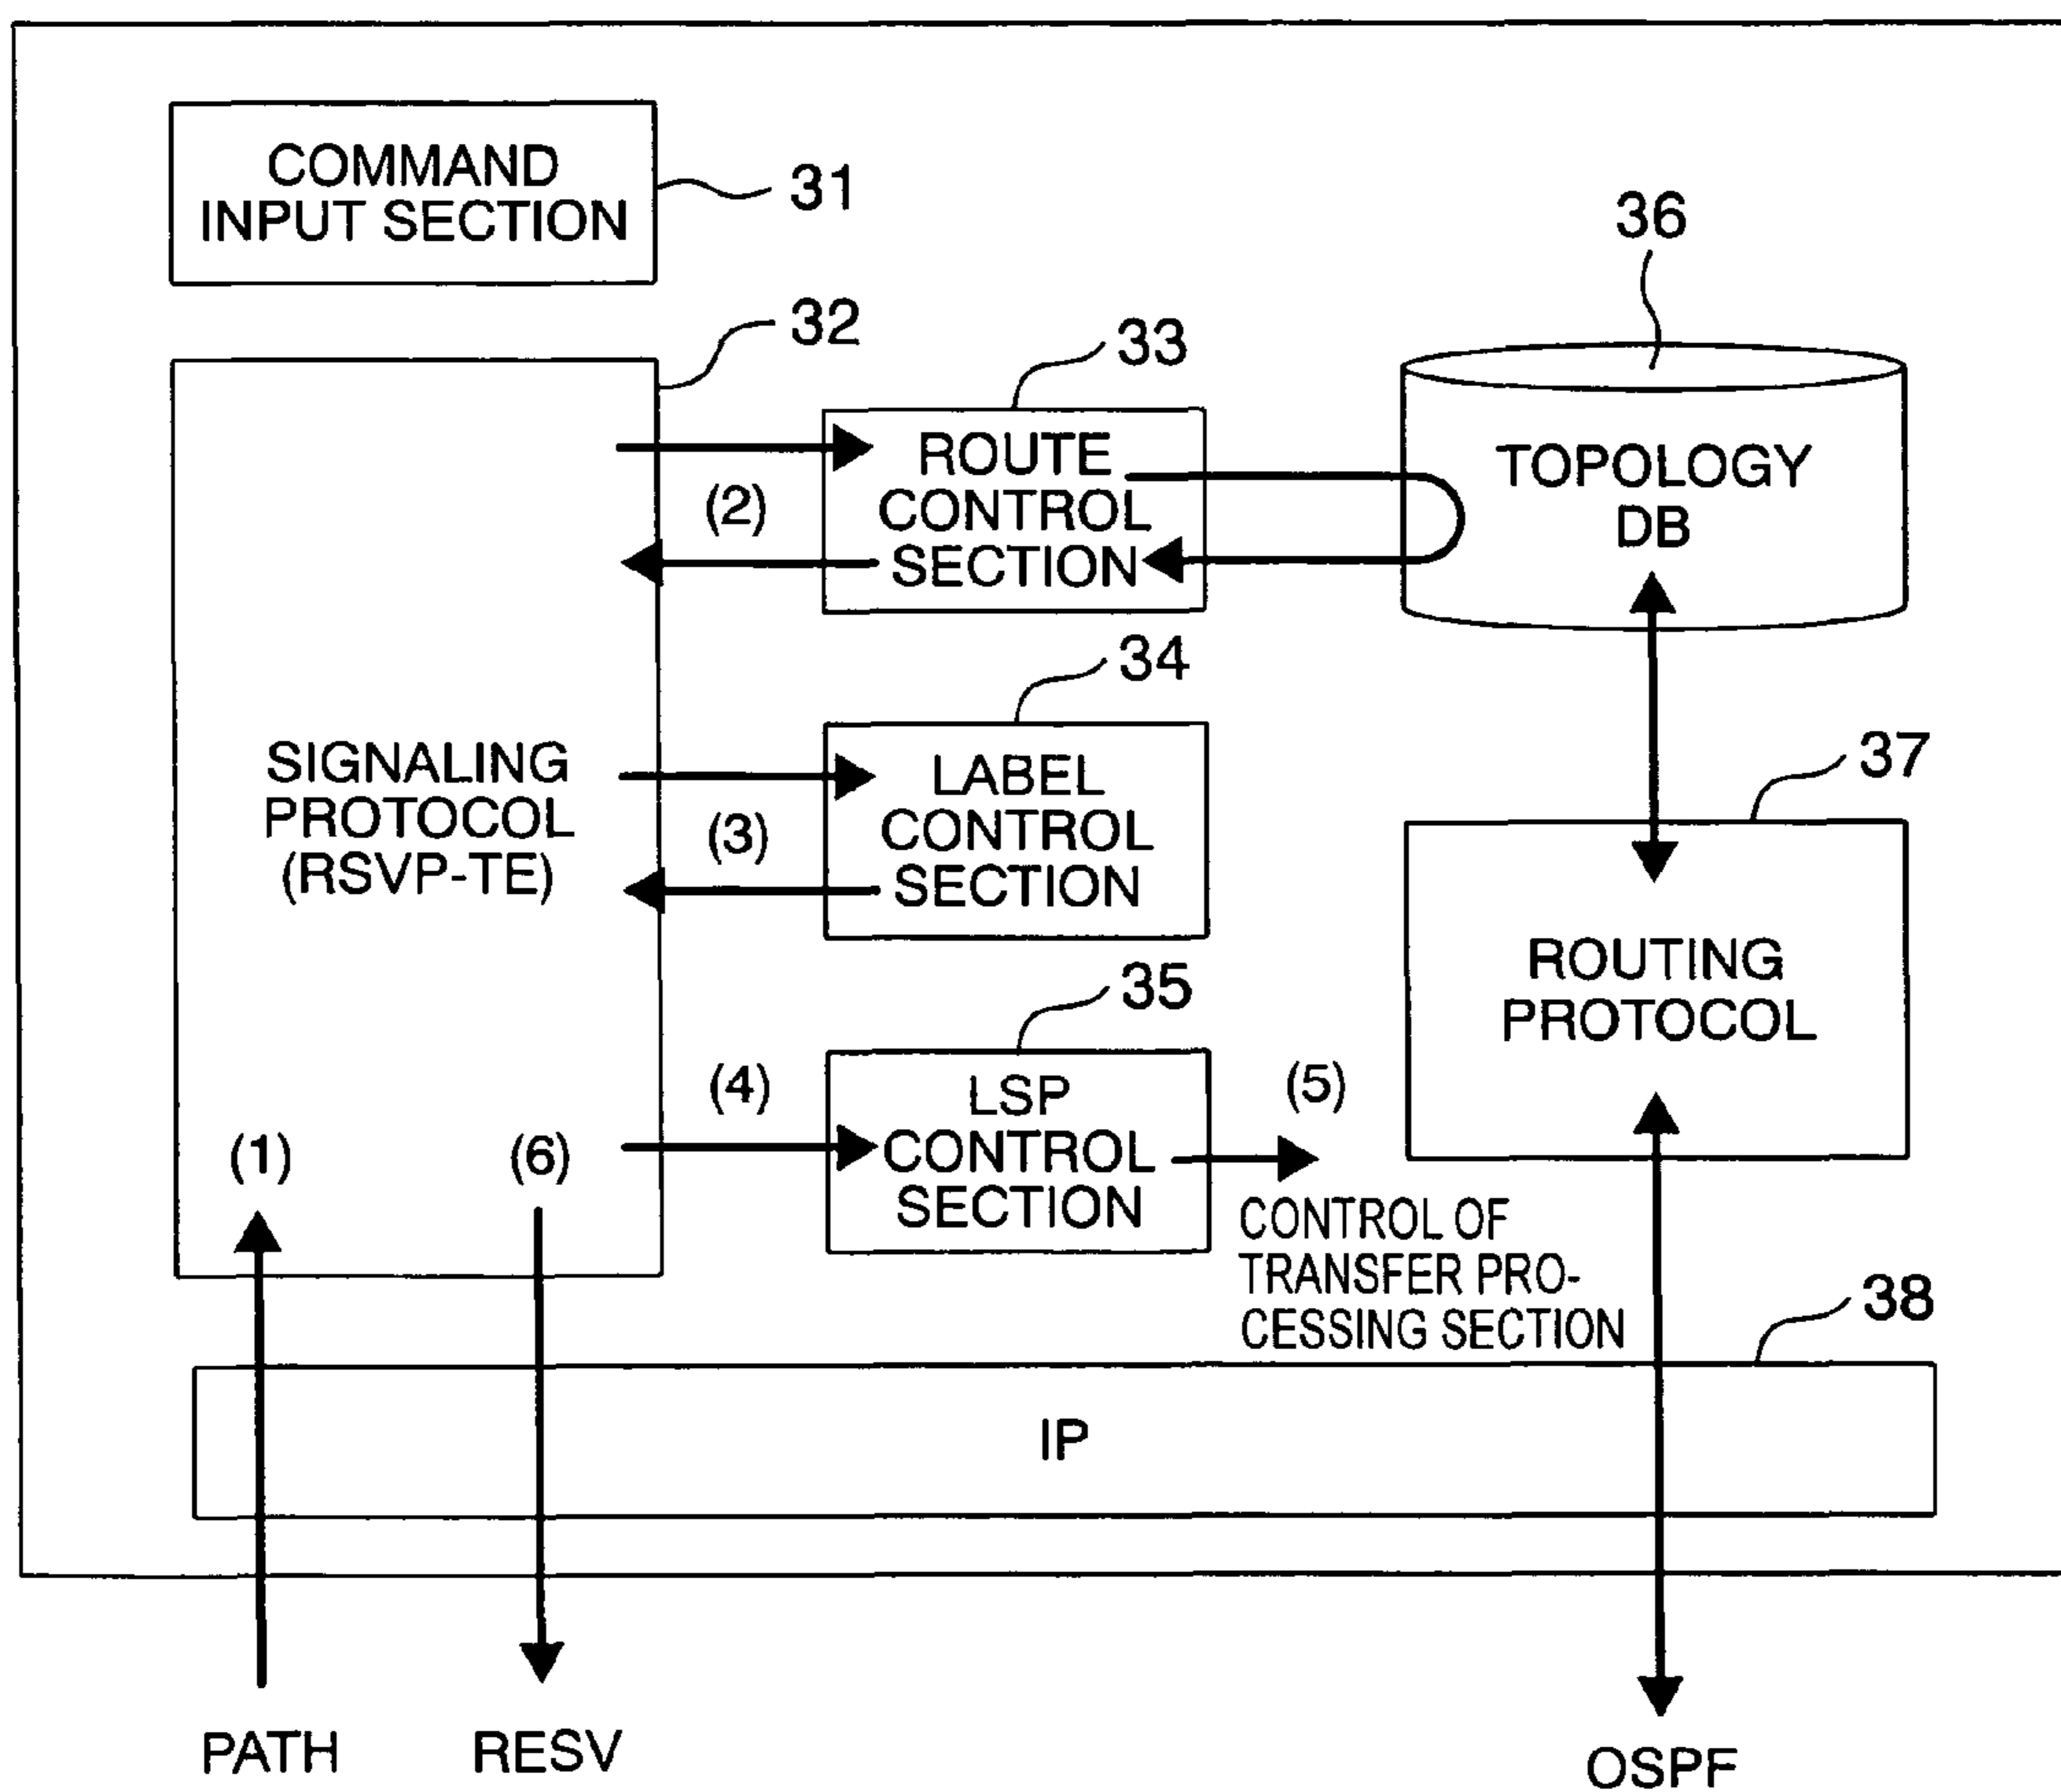 COMMAND
INPUT SECTION
31
32
33
36
ROUTE
CONTROL
SECTION
(2)
TOPOLOGY
DB
34
SIGNALING
PROTOCOL
(RSVP-TE)
(3)
LABEL
CONTROL
SECTION
37
ROUTING
PROTOCOL
35
(4)
LSP
CONTROL
SECTION
(5)
CONTROL OF
TRANSFER PRO-
CESSING SECTION
(1)
(6)
38
IP
PATH
RESV
OSPF